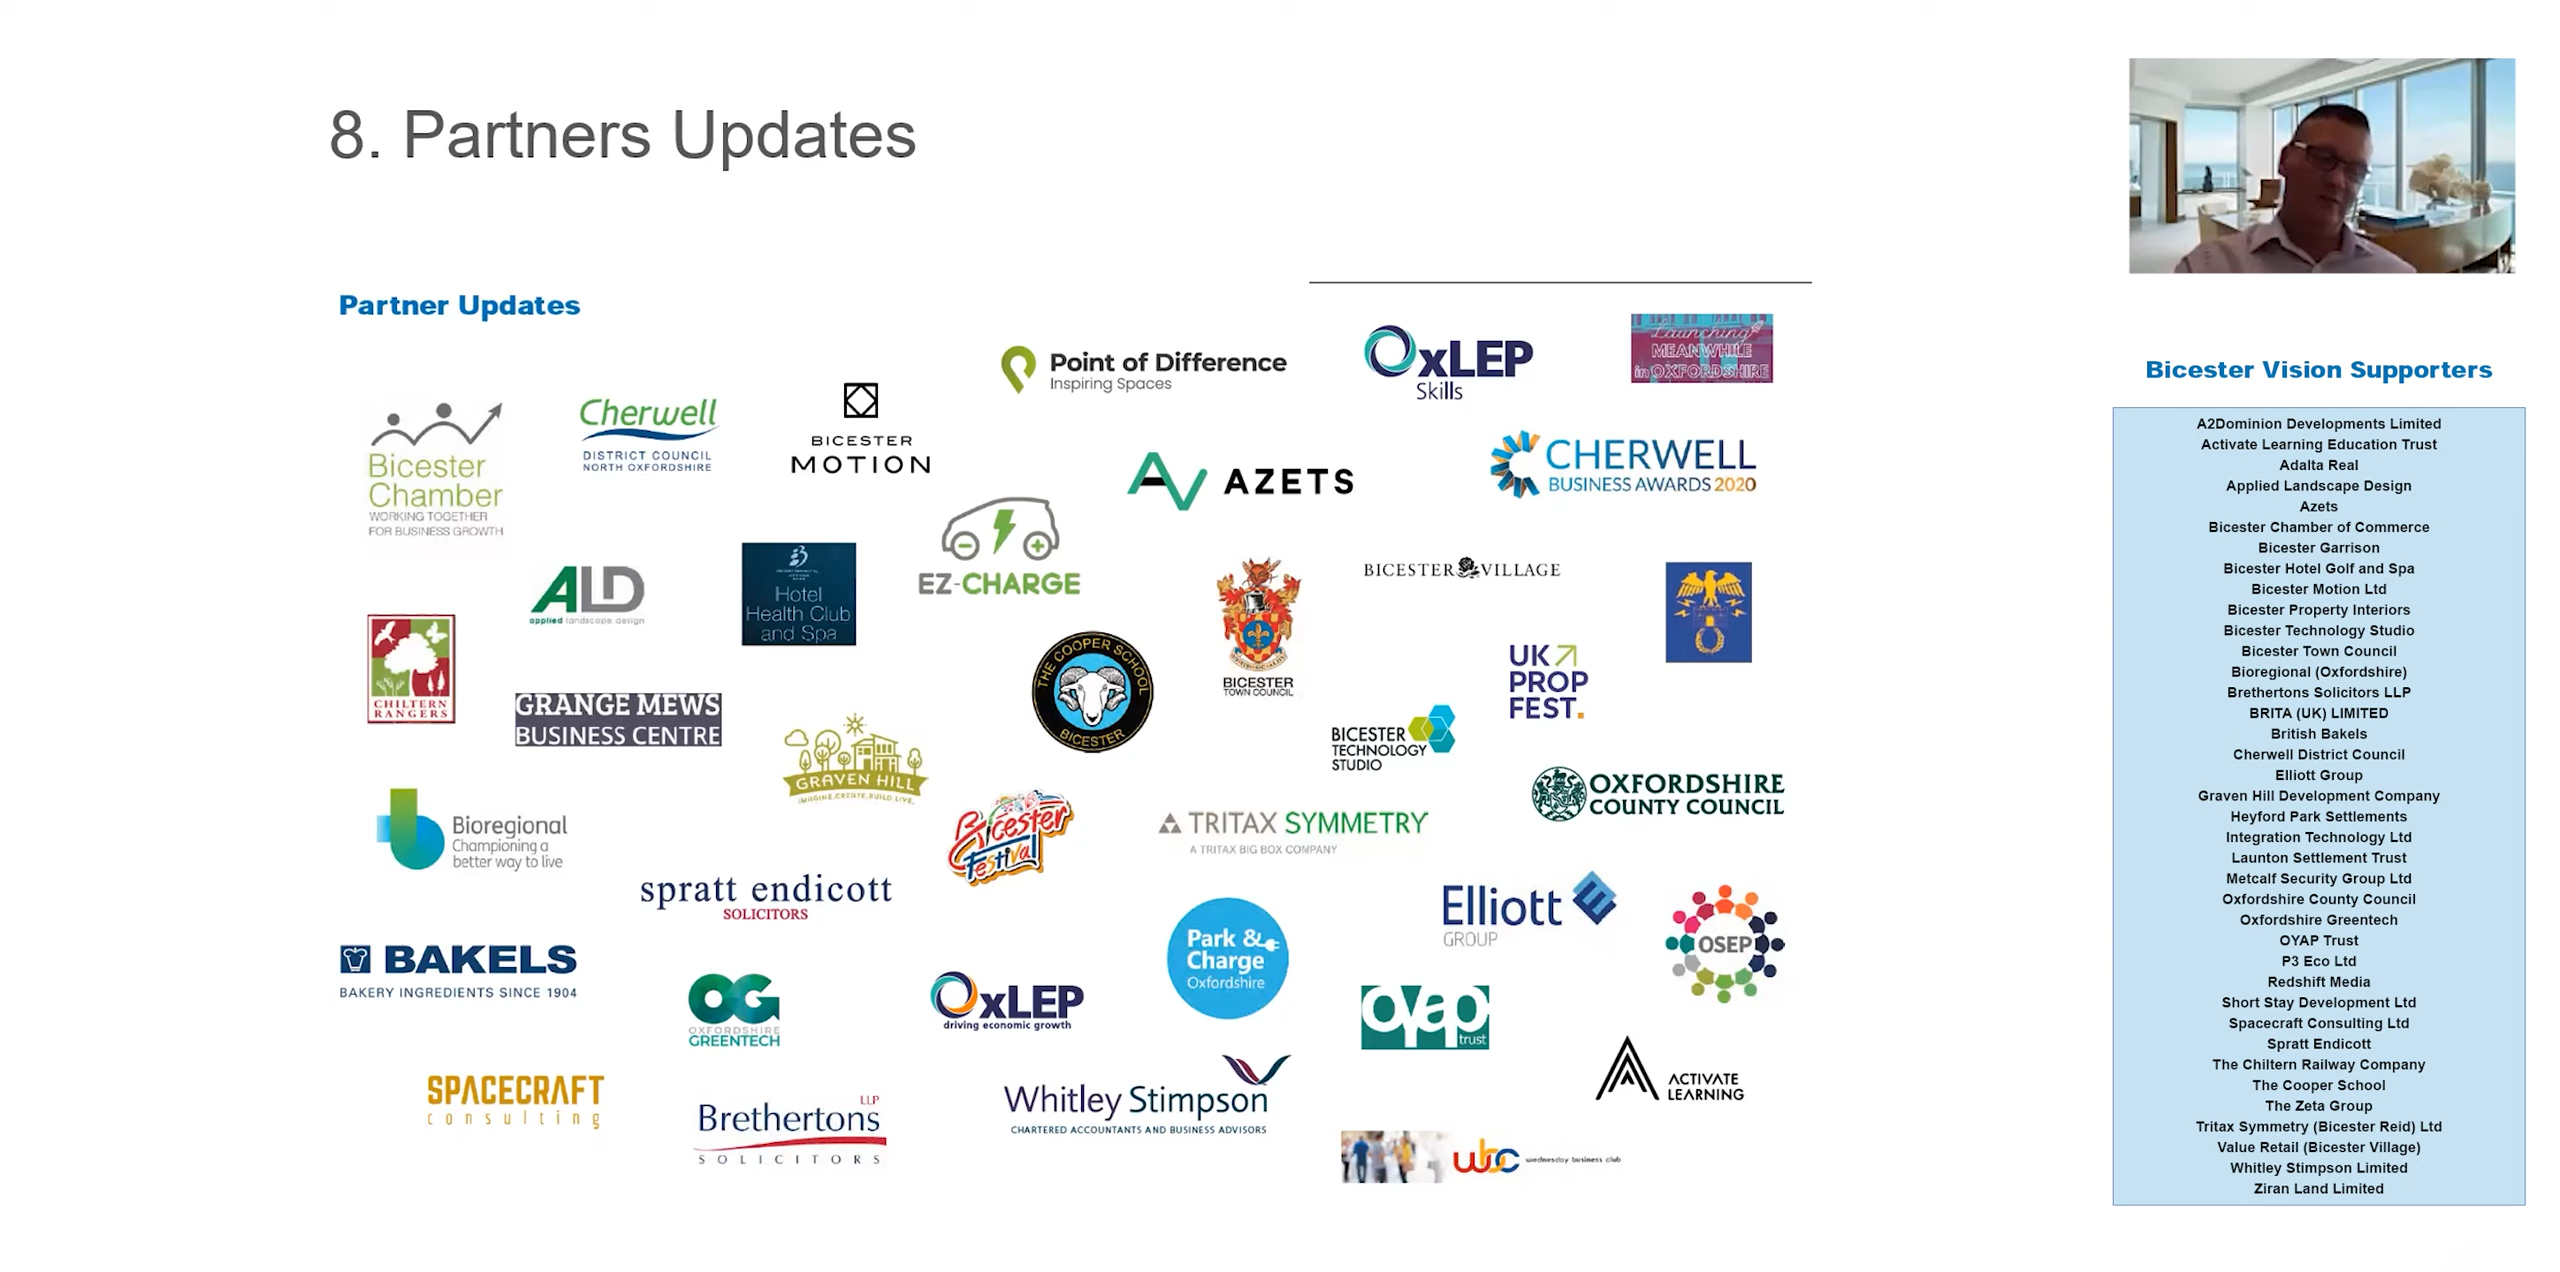 8. Partners Updates
Partner Updates
Point of Difference
Inspiring Spaces
OxLEP
Skills
Launching
MEANWHILE
in OXFORDSHIRE
Bicester
Chamber
WORKING TOGETHER
FOR BUSINESS GROWTH
Cherwell
DISTRICT COUNCIL
NORTH OXFORDSHIRE
BICESTER
MOTION
AZETS
CHERWELL
BUSINESS AWARDS 2020
EZ-CHARGE
ALD
applied landscape design
Hotel
Health Club
and Spa
BICESTER
TOWN COUNCIL
BICESTER VILLAGE
CHILTERN
RANGERS
GRANGE MEWS
BUSINESS CENTRE
THE COOPER SCHOOL
BICESTER
UK
PROP
FEST.
GRAVEN HILL
IMAGINE.CREATE.BUILD.LIVE.
BICESTER
TECHNOLOGY
STUDIO
OXFORDSHIRE
COUNTY COUNCIL
Bioregional
Championing a
better way to live
Bicester
Festival
TRITAX SYMMETRY
A TRITAX BIG BOX COMPANY
spratt endicott
SOLICITORS
Elliott
GROUP
OSEP
BAKELS
BAKERY INGREDIENTS SINCE 1904
OG
OXFORDSHIRE
GREENTECH
OxLEP
driving economic growth
Park &
Charge
Oxfordshire
oyap
trust
SPACECRAFT
consulting
Brethertons LLP
SOLICITORS
Whitley Stimpson
CHARTERED ACCOUNTANTS AND BUSINESS ADVISORS
ACTIVATE
LEARNING
wbc wednesday business club
Bicester Vision Supporters
A2Dominion Developments Limited
Activate Learning Education Trust
Adalta Real
Applied Landscape Design
Azets
Bicester Chamber of Commerce
Bicester Garrison
Bicester Hotel Golf and Spa
Bicester Motion Ltd
Bicester Property Interiors
Bicester Technology Studio
Bicester Town Council
Bioregional (Oxfordshire)
Brethertons Solicitors LLP
BRITA (UK) LIMITED
British Bakels
Cherwell District Council
Elliott Group
Graven Hill Development Company
Heyford Park Settlements
Integration Technology Ltd
Launton Settlement Trust
Metcalf Security Group Ltd
Oxfordshire County Council
Oxfordshire Greentech
OYAP Trust
P3 Eco Ltd
Redshift Media
Short Stay Development Ltd
Spacecraft Consulting Ltd
Spratt Endicott
The Chiltern Railway Company
The Cooper School
The Zeta Group
Tritax Symmetry (Bicester Reid) Ltd
Value Retail (Bicester Village)
Whitley Stimpson Limited
Ziran Land Limited